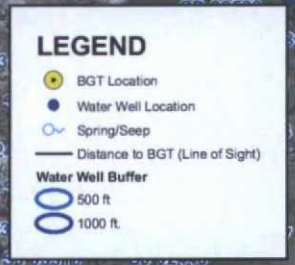 LEGEND
BGT Location
Water Well Location
Spring/Seep
Distance to BGT (Line of Sight)
Water Well Buffer
500 ft
1000 ft.